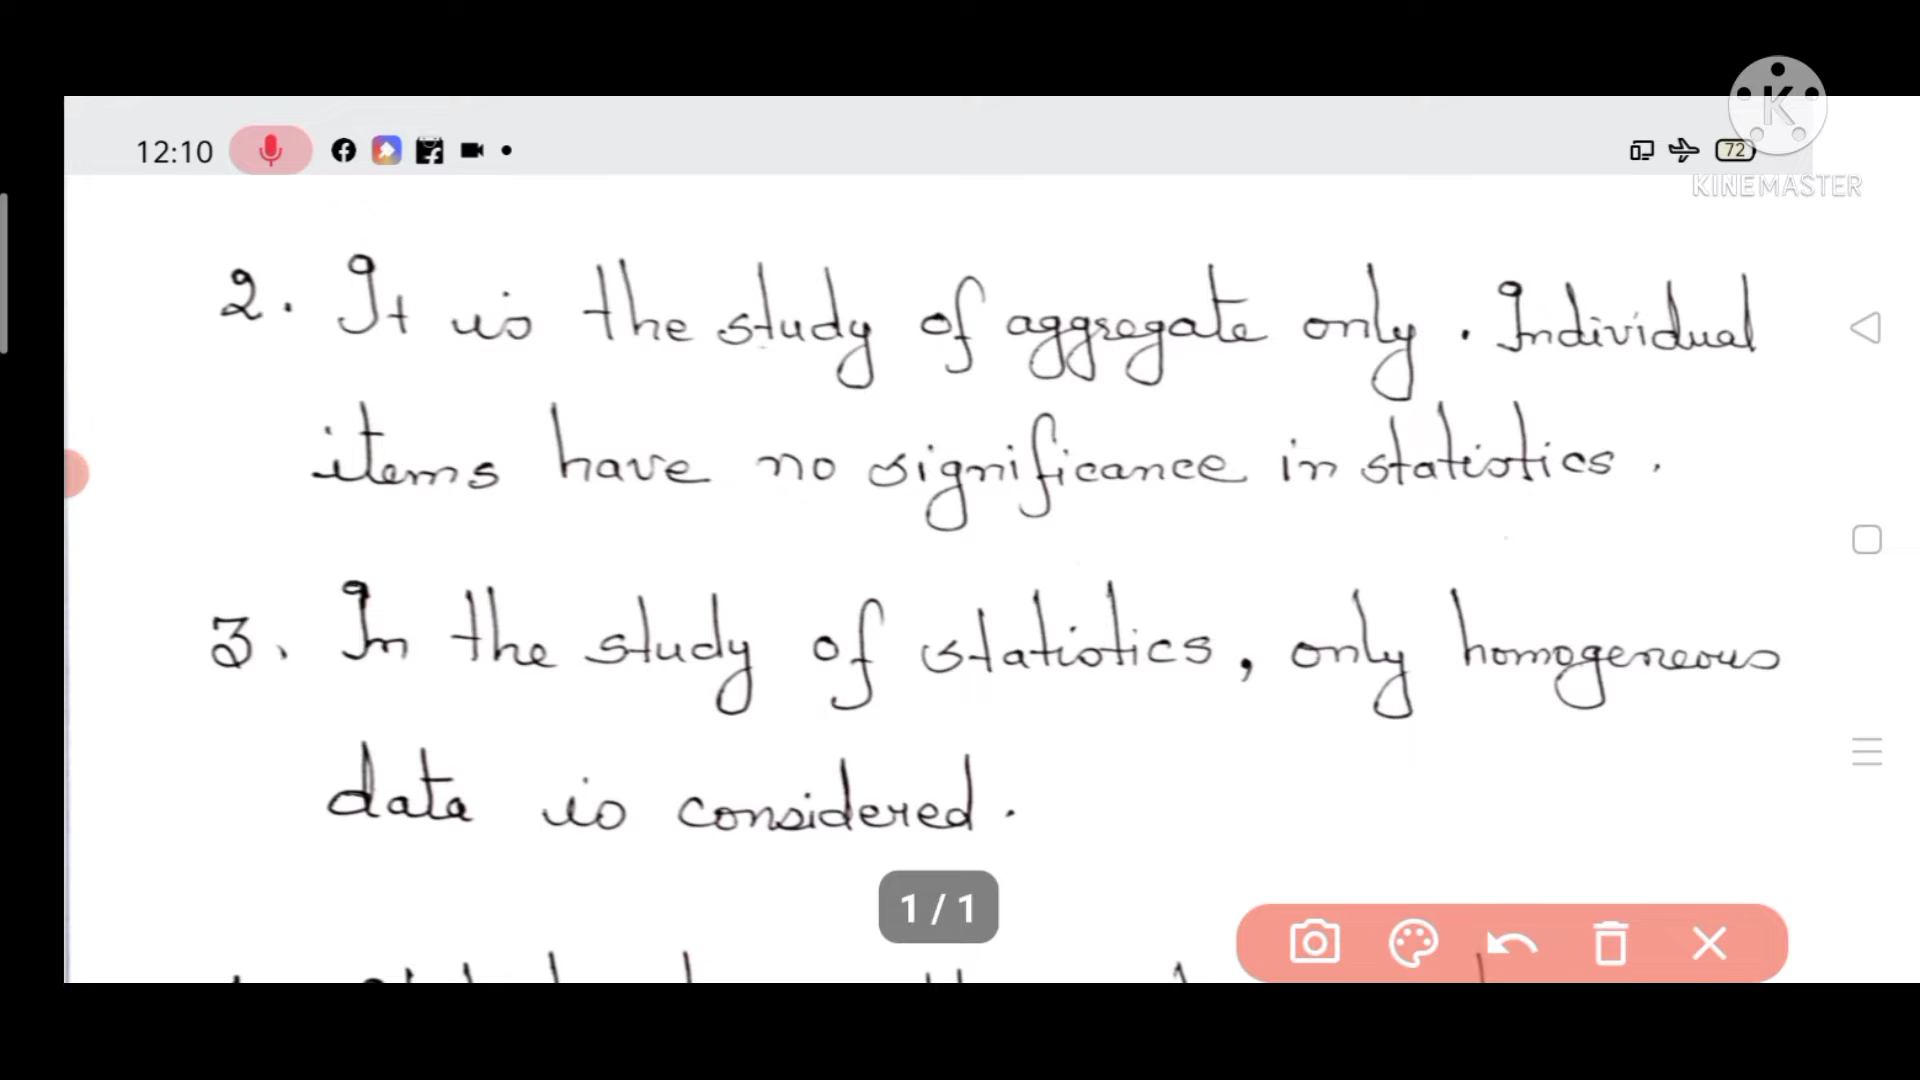 12:10
72
KINEMASTER
2. It is the study of aggregate only. Individual
items have no significance in statistics.
3. In the study of statistics, only homogeneous
data is considered.
1 / 1